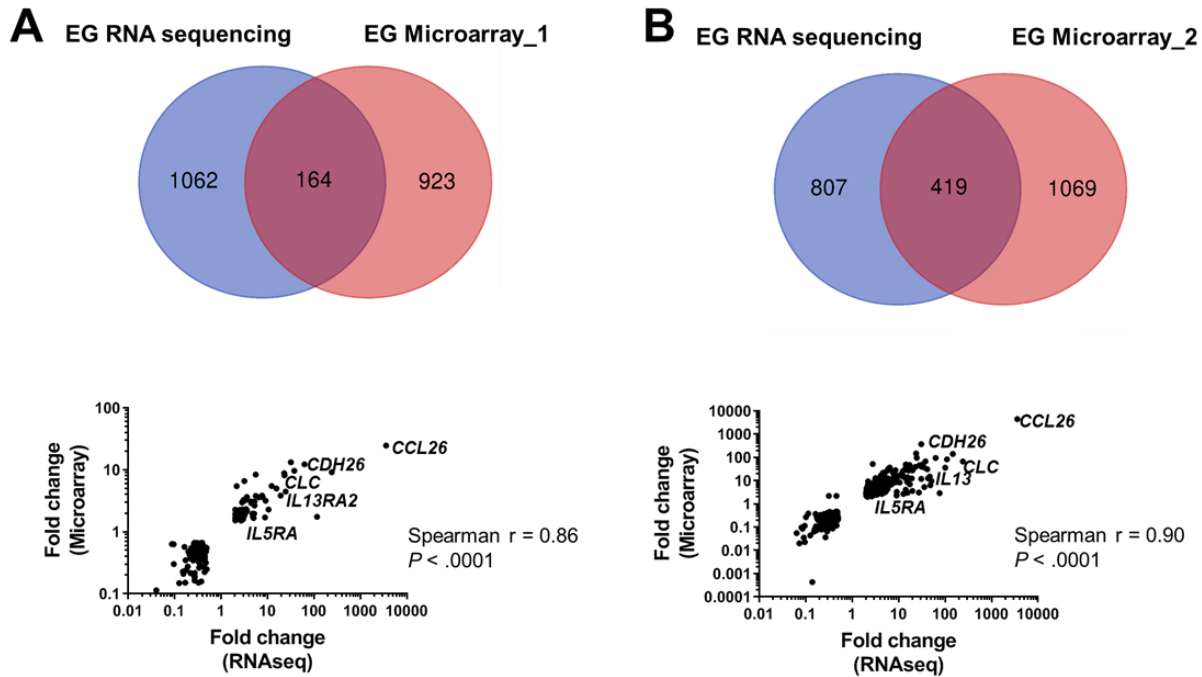 A
EG RNA sequencing
EG Microarray_1
1062
164
923
Fold change
(Microarray)
100
10
1
0.1
CCL26
CDH26
CLC
IL13RA2
IL5RA
Spearman r = 0.86
P < .0001
0.01
0.1
1
10
100
1000
10000
Fold change
(RNAseq)
B
EG RNA sequencing
EG Microarray_2
807
419
1069
Fold change
(Microarray)
10000
1000
100
10
1
0.1
0.01
0.001
0.0001
CCL26
CDH26
CLC
IL13
IL5RA
Spearman r = 0.90
P < .0001
0.01
0.1
1
10
100
1000
10000
Fold change
(RNAseq)